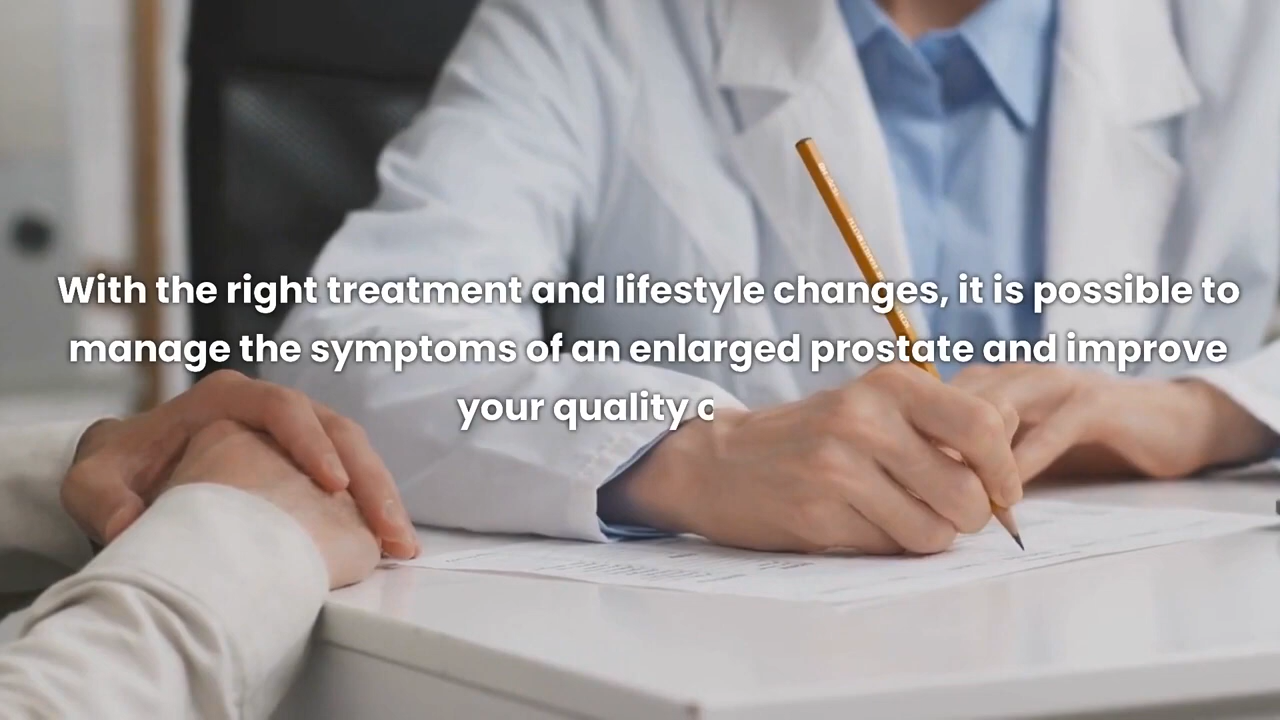 With the right treatment and lifestyle changes, it is possible to
manage the symptoms of an enlarged prostate and improve
your quality